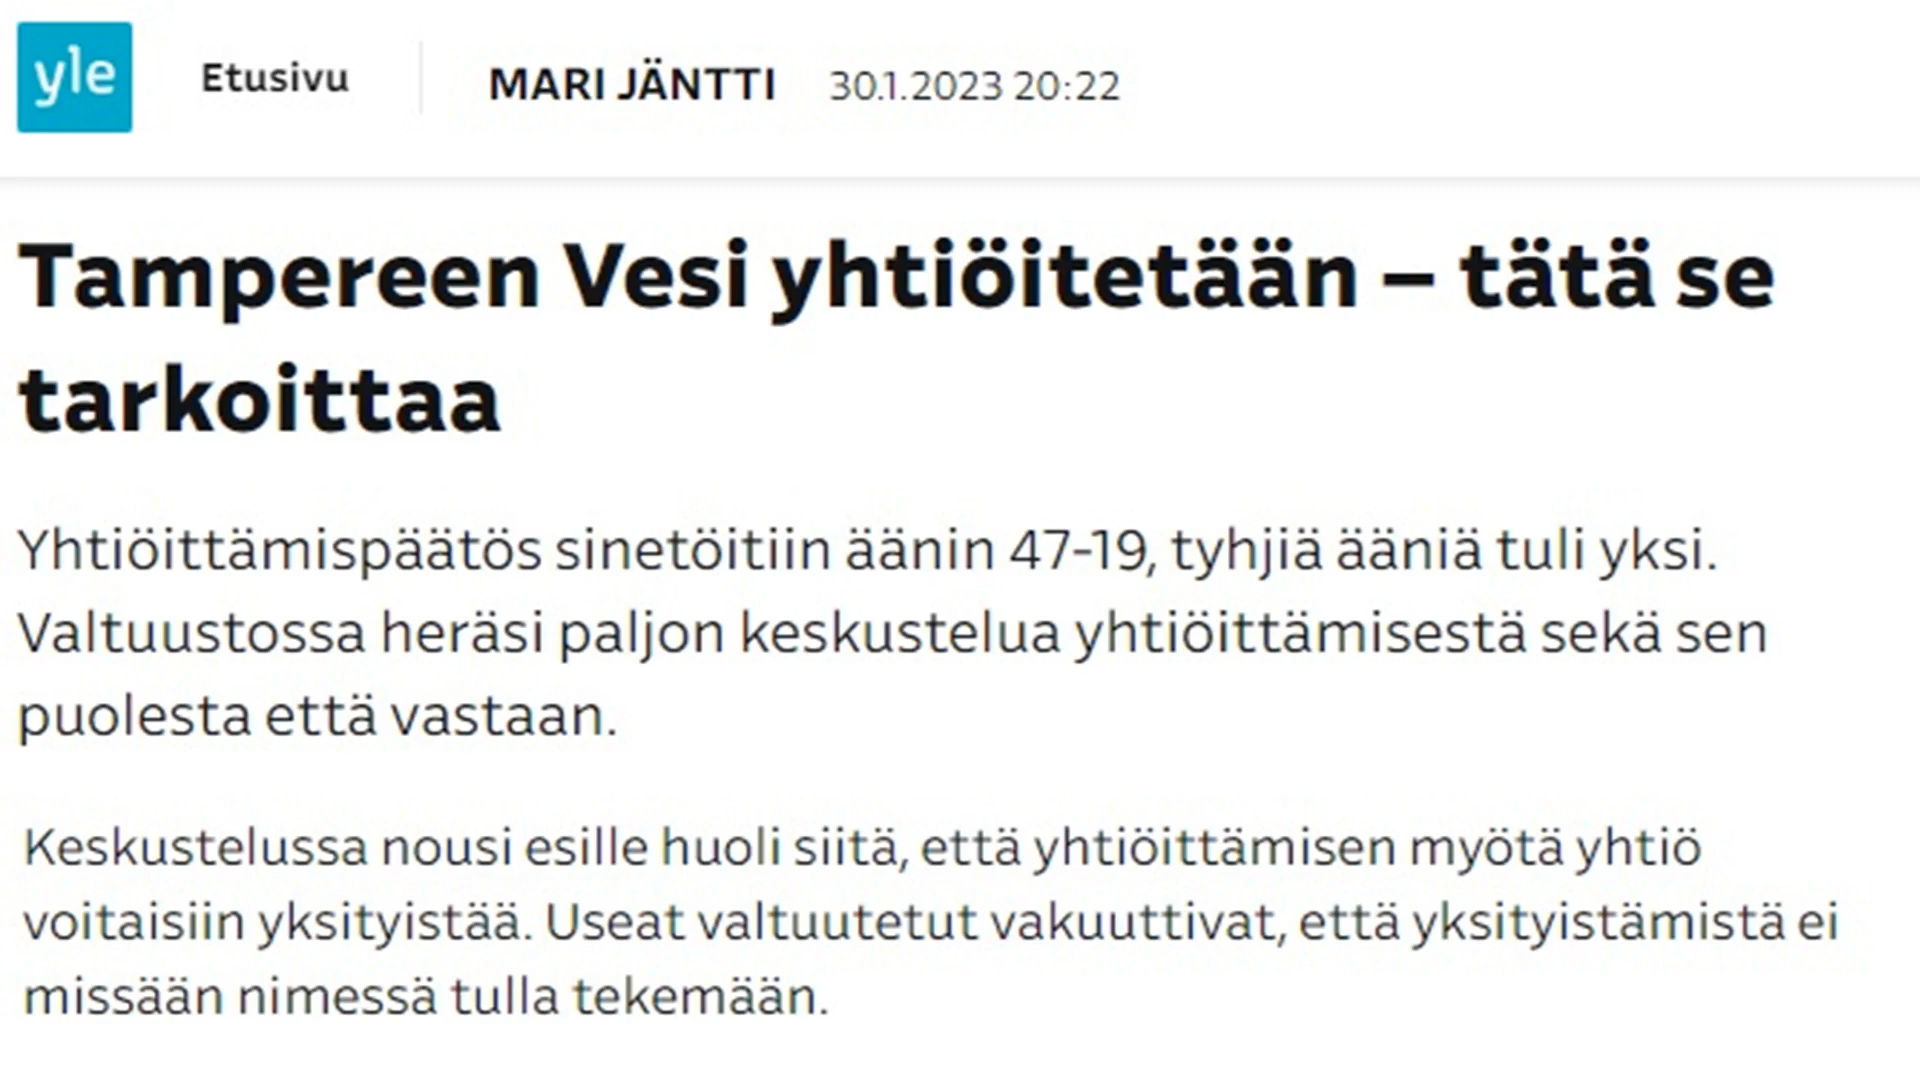 yle Etusivu MARI JÄNTTI 30.1.2023 20:22
Tampereen Vesi yhtiöitetään – tätä se
tarkoittaa
Yhtiöittämispäätös sinetöitiin äänin 47-19, tyhjiä ääniä tuli yksi.
Valtuustossa heräsi paljon keskustelua yhtiöittämisestä sekä sen
puolesta että vastaan.
Keskustelussa nousi esille huoli siitä, että yhtiöittämisen myötä yhtiö
voitaisiin yksityistää. Useat valtuutetut vakuuttivat, että yksityistämistä ei
missään nimessä tulla tekemään.